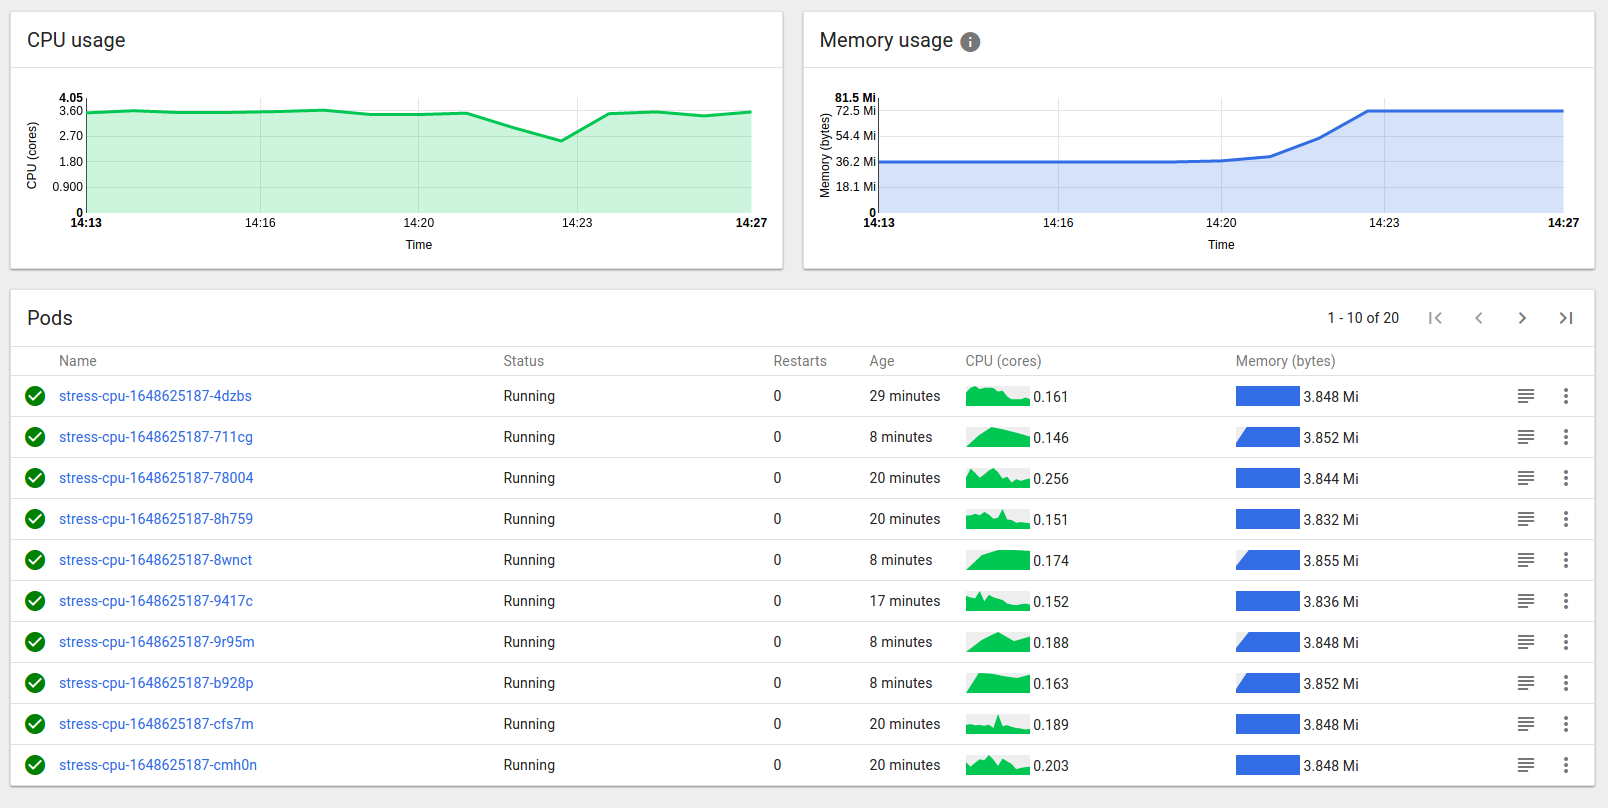 CPU usage
4.05
3.60
2.70
1.80
0.900
0
CPU (cores)
14:13 14:16 14:20 14:23 14:27
Time
Memory usage i
81.5 Mi
72.5 Mi
54.4 Mi
36.2 Mi
18.1 Mi
0
Memory (bytes)
14:13 14:16 14:20 14:23 14:27
Time
Pods 1 - 10 of 20
Name Status Restarts Age CPU (cores) Memory (bytes)
stress-cpu-1648625187-4dzbs Running 0 29 minutes 0.161 3.848 Mi
stress-cpu-1648625187-711cg Running 0 8 minutes 0.146 3.852 Mi
stress-cpu-1648625187-78004 Running 0 20 minutes 0.256 3.844 Mi
stress-cpu-1648625187-8h759 Running 0 20 minutes 0.151 3.832 Mi
stress-cpu-1648625187-8wnct Running 0 8 minutes 0.174 3.855 Mi
stress-cpu-1648625187-9417c Running 0 17 minutes 0.152 3.836 Mi
stress-cpu-1648625187-9r95m Running 0 8 minutes 0.188 3.848 Mi
stress-cpu-1648625187-b928p Running 0 8 minutes 0.163 3.852 Mi
stress-cpu-1648625187-cfs7m Running 0 20 minutes 0.189 3.848 Mi
stress-cpu-1648625187-cmh0n Running 0 20 minutes 0.203 3.848 Mi